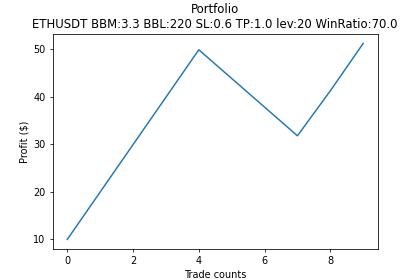 Portfolio
ETHUSDT BBM:3.3 BBL:220 SL:0.6 TP:1.0 lev:20 WinRatio:70.0
50
40
30
20
10
Profit ($)
0 2 4 6 8
Trade counts